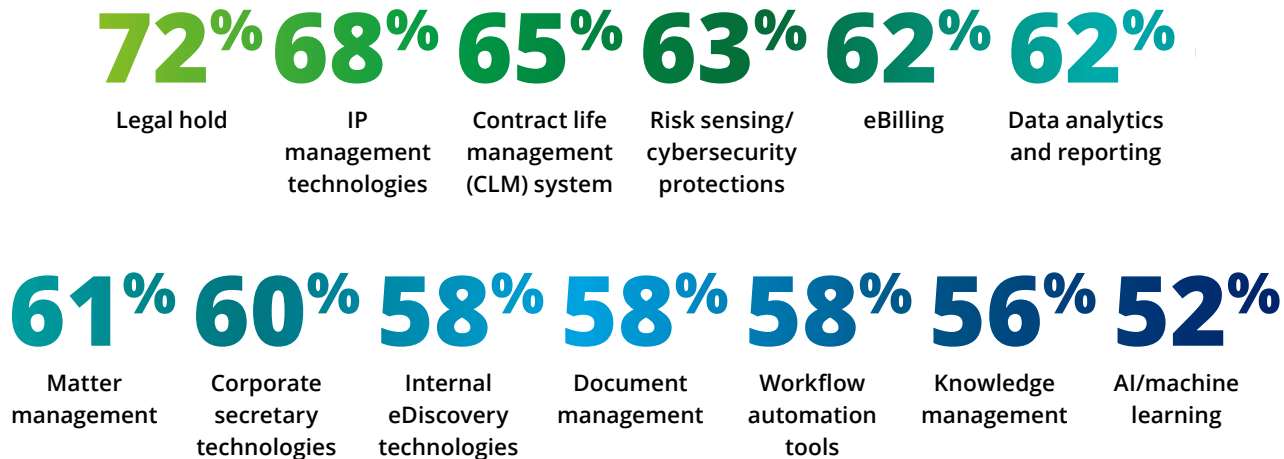 72% 68% 65% 63% 62% 62%
Legal hold
IP
management
technologies
Contract life
management
(CLM) system
Risk sensing/
cybersecurity
protections
eBilling
Data analytics
and reporting
61% 60% 58% 58% 58% 56% 52%
Matter
management
Corporate
secretary
technologies
Internal
eDiscovery
technologies
Document
management
Workflow
automation
tools
Knowledge
management
AI/machine
learning